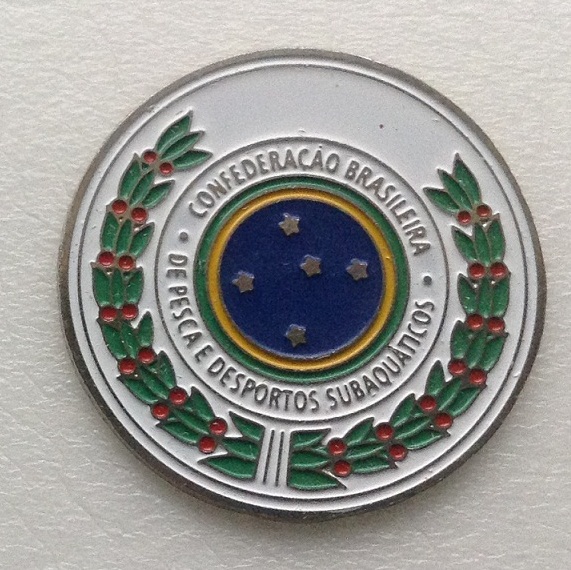 CONFEDERAÇÃO BRASILEIRA
DE PESCA E DESPORTOS SUBAQUÁTICOS